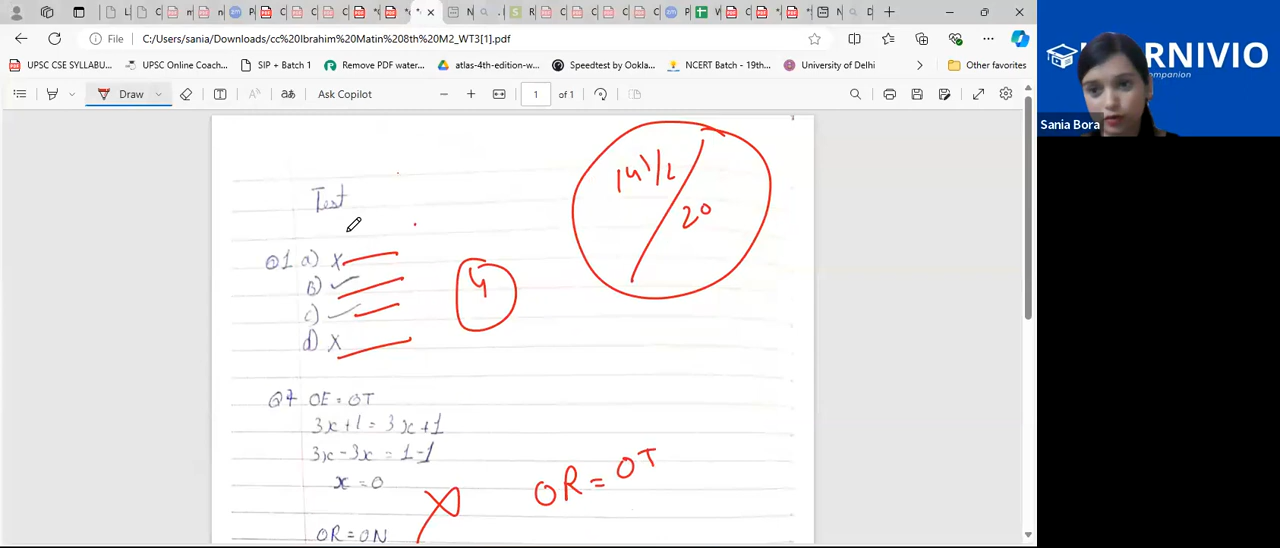 C:/Users/sania/Downloads/cc%20Ibrahim%20Matin%208th%20M2_WT3[1].pdf
UPSC CSE SYLLABU...
UPSC Online Coach...
SIP + Batch 1
Remove PDF water...
atlas-4th-edition-w...
Speedtest by Ookla...
NCERT Batch - 19th...
University of Delhi
Other favorites
Draw
Ask Copilot
1
of 1
Sania Bora
Test
14 1/2
20
Q1 a) X
B) ✓
c) ✓
d) X
4
Q7 OE = OT
3x+1 = 3x+1
3x-3x = 1-1
x = 0
OR = OT
OR = ON